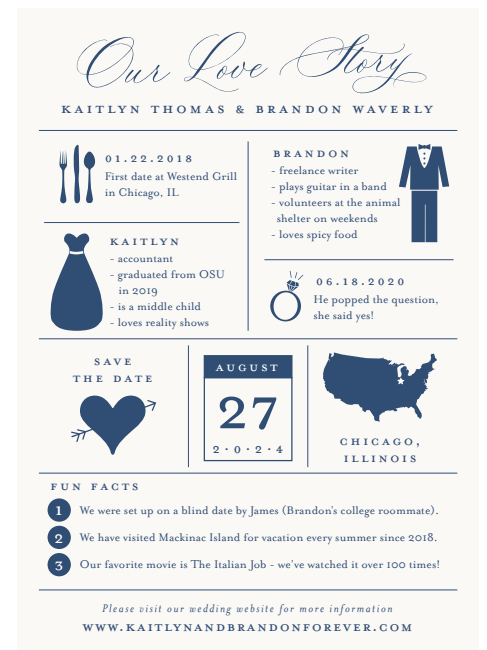 Our Love Story
KAITLYN THOMAS & BRANDON WAVERLY
01.22.2018
First date at Westend Grill
in Chicago, IL
KAITLYN
- accountant
- graduated from OSU
in 2019
- is a middle child
- loves reality shows
BRANDON
- freelance writer
- plays guitar in a band
- volunteers at the animal
shelter on weekends
- loves spicy food
06.18.2020
He popped the question,
she said yes!
SAVE
THE DATE
AUGUST
27
2·0·2·4
CHICAGO,
ILLINOIS
FUN FACTS
1 We were set up on a blind date by James (Brandon's college roommate).
2 We have visited Mackinac Island for vacation every summer since 2018.
3 Our favorite movie is The Italian Job - we've watched it over 100 times!
Please visit our wedding website for more information
WWW.KAITLYNANDBRANDONFOREVER.COM